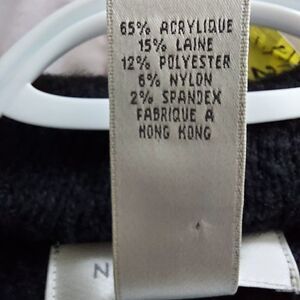 65% ACRYLIQUE
15% LAINE
12% POLYESTER
6% NYLON
2% SPANDEX
FABRIQUE A
HONG KONG
N